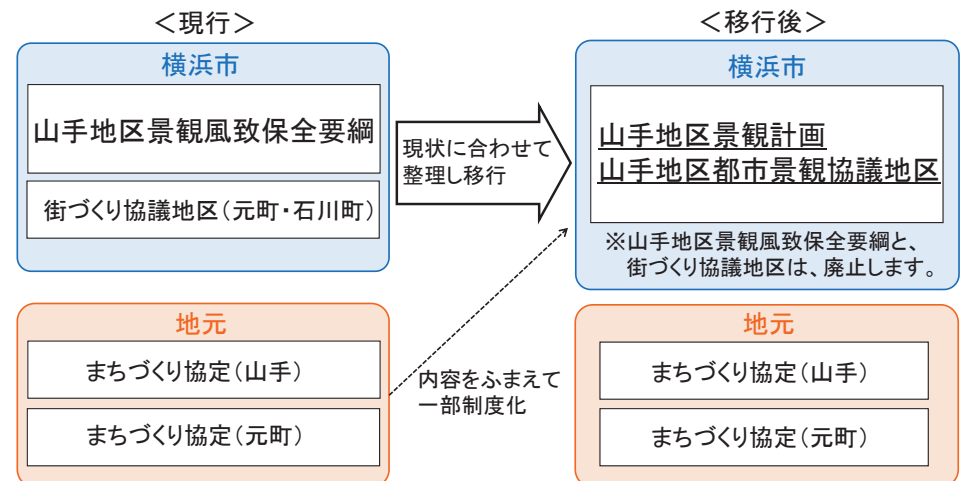 ＜現行＞
横浜市
山手地区景観風致保全要綱
街づくり協議地区（元町・石川町）
地元
まちづくり協定（山手）
まちづくり協定（元町）
現状に合わせて
整理し移行
内容をふまえて
一部制度化
＜移行後＞
横浜市
山手地区景観計画
山手地区都市景観協議地区
※山手地区景観風致保全要綱と、
街づくり協議地区は、廃止します。
地元
まちづくり協定（山手）
まちづくり協定（元町）